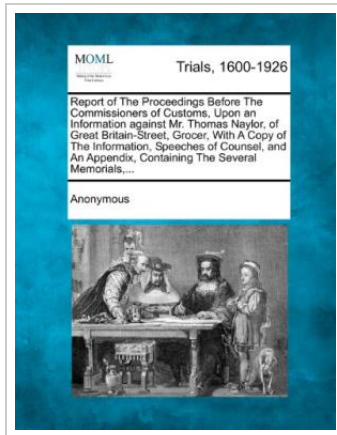 MOML
Trials, 1600-1926
Report of The Proceedings Before The
Commissioners of Customs, Upon an
Information against Mr. Thomas Naylor, of
Great Britain-Street, Grocer, With A Copy of
The Information, Speeches of Counsel, and
An Appendix, Containing The Several
Memorials,...
Anonymous